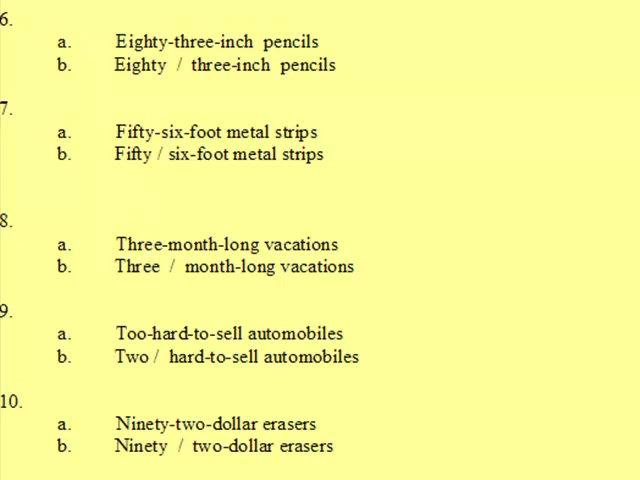 6.
a. Eighty-three-inch pencils
b. Eighty / three-inch pencils
7.
a. Fifty-six-foot metal strips
b. Fifty / six-foot metal strips
8.
a. Three-month-long vacations
b. Three / month-long vacations
9.
a. Too-hard-to-sell automobiles
b. Two / hard-to-sell automobiles
10.
a. Ninety-two-dollar erasers
b. Ninety / two-dollar erasers